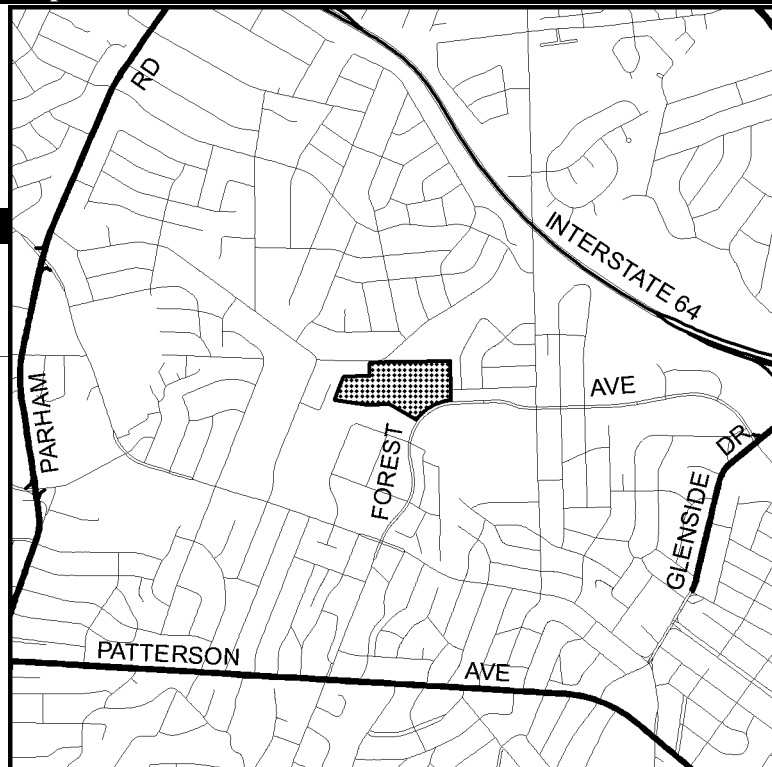 RD
INTERSTATE 64
PARHAM
AVE
FOREST
DR
GLENSIDE
PATTERSON
AVE